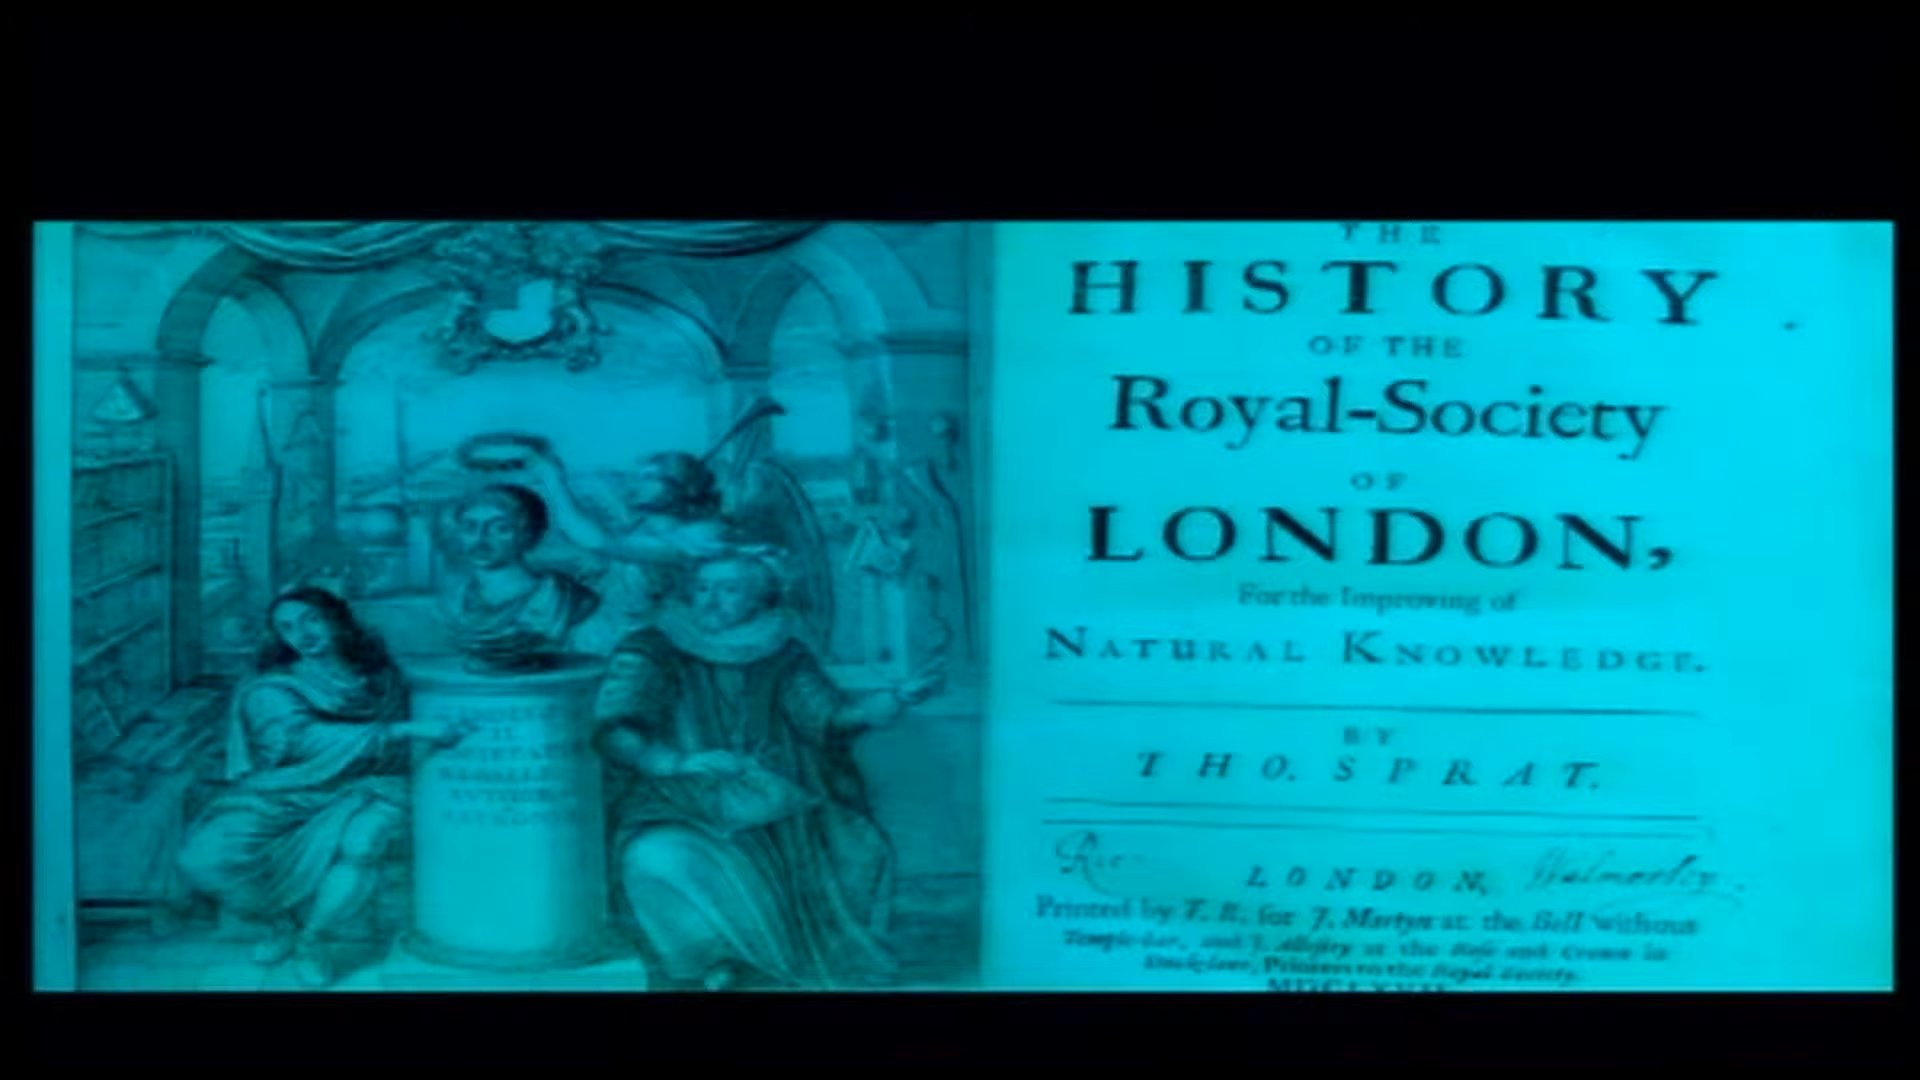 THE
HISTORY
OF THE
Royal-Society
OF
LONDON,
For the Improving of
NATURAL KNOWLEDGE.
BY
THO. SPRAT.
LONDON,
Printed by T. R. for J. Martyn at the Bell without
Temple-bar, and J. Allestry at the Rose and Crown in
Duck-lane, Printers to the Royal Society.